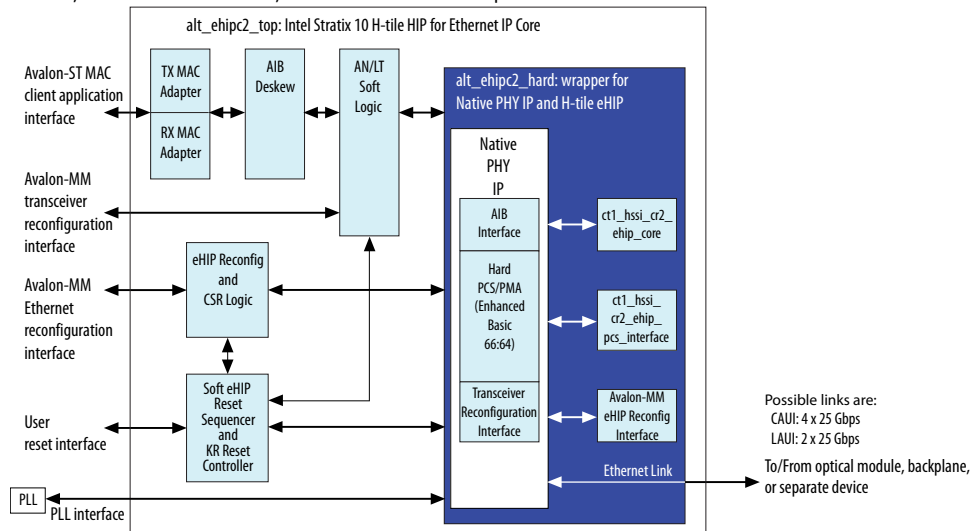 alt_ehipc2_top: Intel Stratix 10 H-tile HIP for Ethernet IP Core
Avalon-ST MAC
client application
interface
TX MAC
Adapter
RX MAC
Adapter
AIB
Deskew
AN/LT
Soft
Logic
alt_ehipc2_hard: wrapper for
Native PHY IP and H-tile eHIP
Native
PHY
IP
AIB
Interface
ct1_hssi_cr2_
ehip_core
Avalon-MM
transceiver
reconfiguration
interface
Avalon-MM
Ethernet
reconfiguration
interface
eHIP Reconfig
and
CSR Logic
Hard
PCS/PMA
(Enhanced
Basic
66:64)
ct1_hssi_
cr2_ehip_
pcs_interface
User
reset interface
Soft eHIP
Reset
Sequencer
and
KR Reset
Controller
Transceiver
Reconfiguration
Interface
Avalon-MM
eHIP Reconfig
Interface
Possible links are:
CAUI: 4 x 25 Gbps
LAUI: 2 x 25 Gbps
Ethernet Link
To/From optical module, backplane,
or separate device
PLL
PLL interface